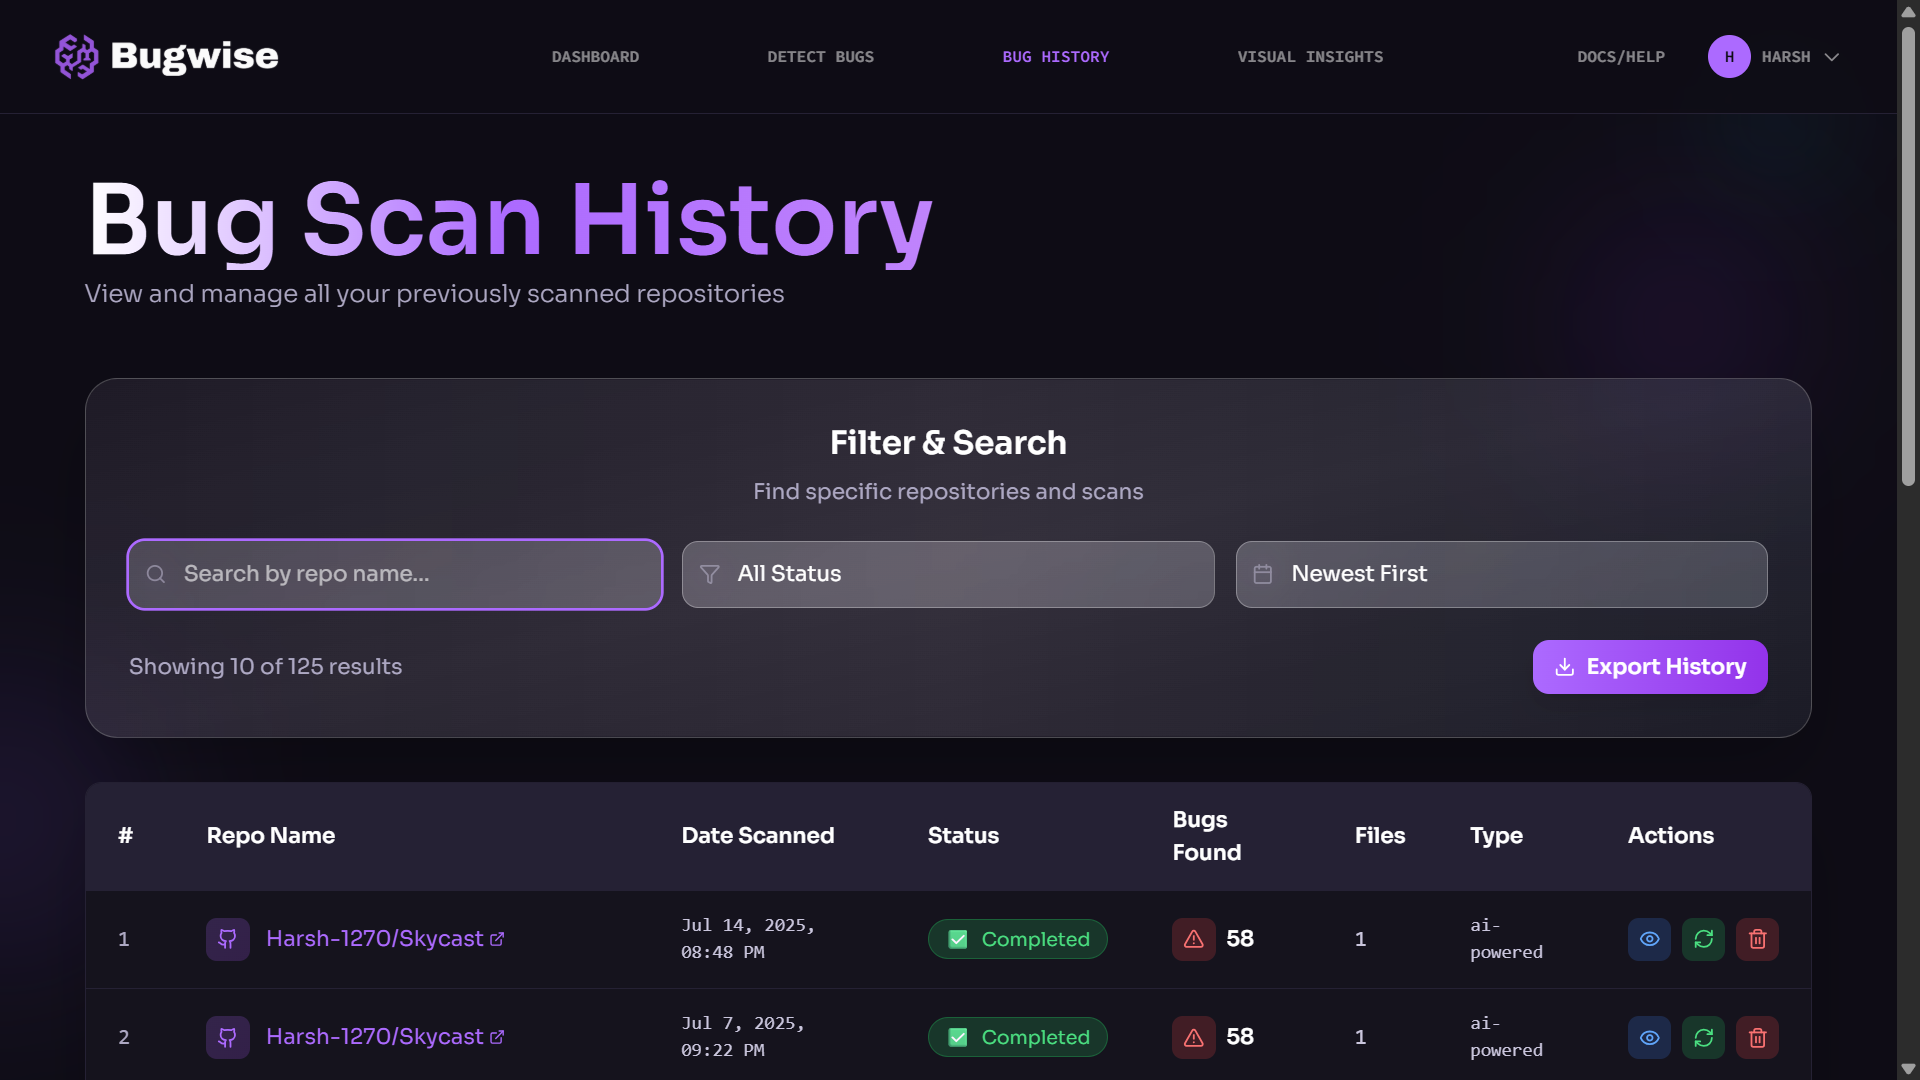 Bugwise
DASHBOARD
DETECT BUGS
BUG HISTORY
VISUAL INSIGHTS
DOCS/HELP
H
HARSH
Bug Scan History
View and manage all your previously scanned repositories
Filter & Search
Find specific repositories and scans
Search by repo name...
All Status
Newest First
Showing 10 of 125 results
Export History
# Repo Name Date Scanned Status Bugs Found Files Type Actions
1 Harsh-1270/Skycast Jul 14, 2025, 08:48 PM Completed 58 1 ai-powered
2 Harsh-1270/Skycast Jul 7, 2025, 09:22 PM Completed 58 1 ai-powered